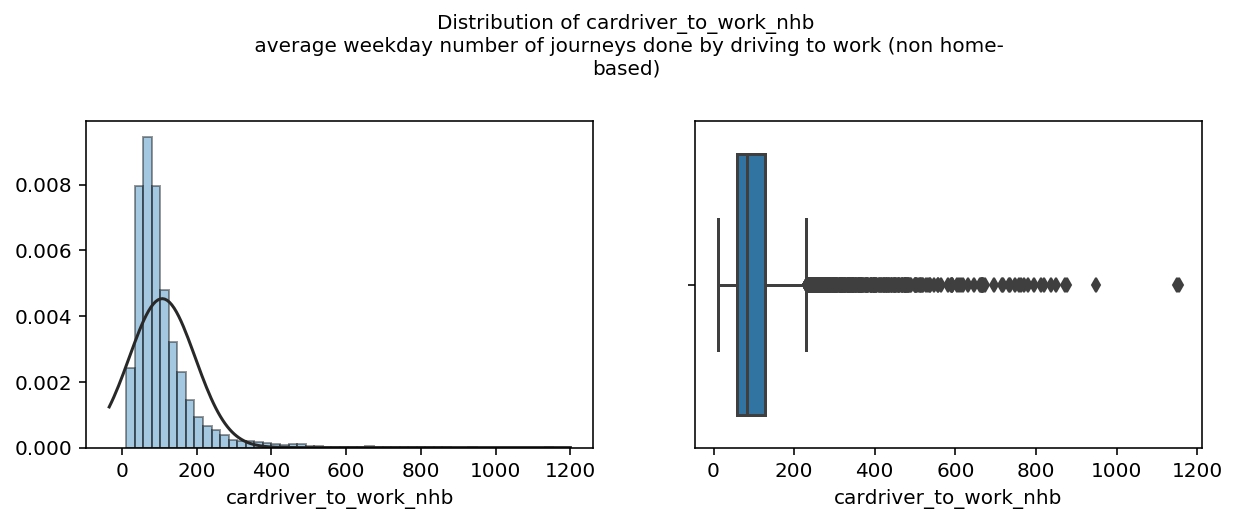 Distribution of cardriver_to_work_nhb
average weekday number of journeys done by driving to work (non home-
based)
0.008
0.006
0.004
0.002
0.000
0 200 400 600 800 1000 1200
cardriver_to_work_nhb
0 200 400 600 800 1000 1200
cardriver_to_work_nhb